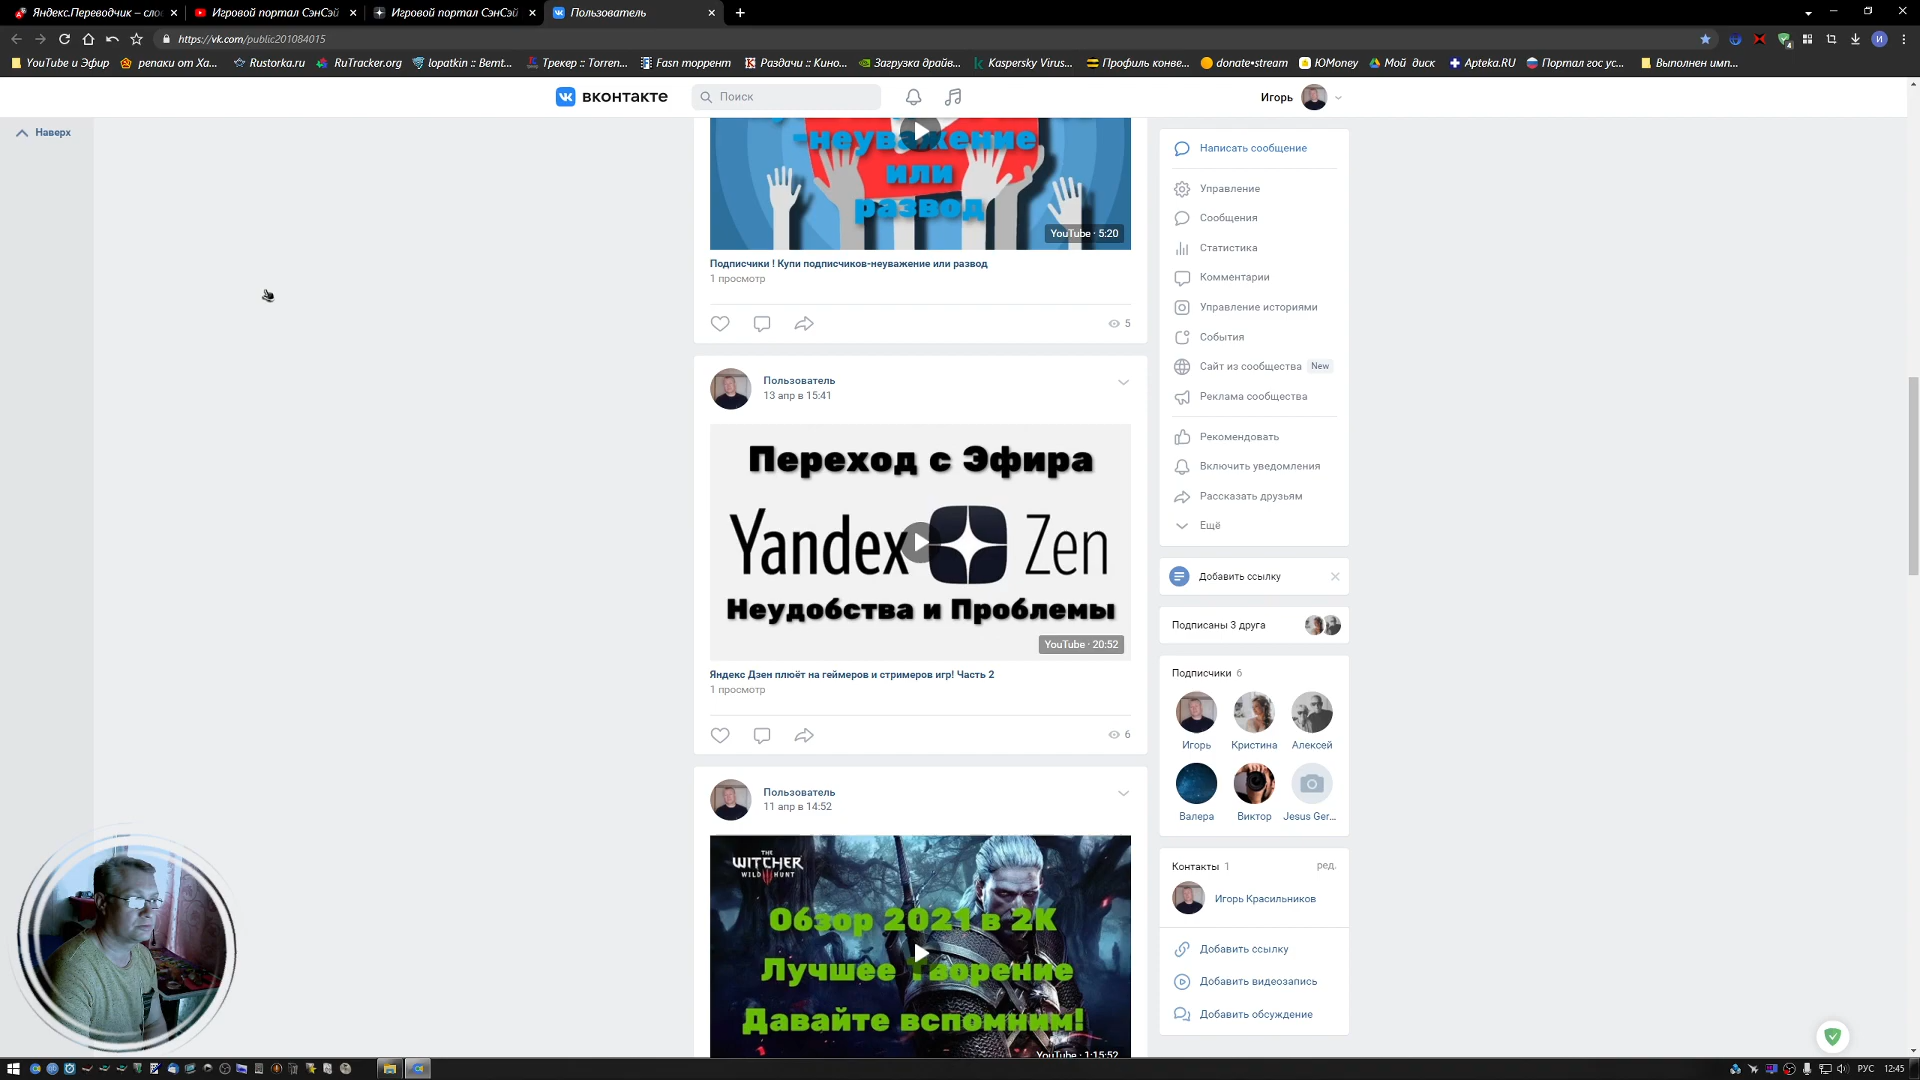 Яндекс.Переводчик – сло
Игровой портал СэнСэй
Игровой портал СэнСэй
Пользователь
https://vk.com/public201084015
YouTube и Эфир
репаки от Ха...
Rustorka.ru
RuTracker.org
lopatkin :: Вemt...
Трекер :: Torren...
Fasn торрент
Раздачи :: Кино...
Загрузка драйв...
Kaspersky Virus...
Профиль конве...
donate•stream
ЮMoney
Мой диск
Apteka.RU
Портал гос ус...
Выполнен имп...
вконтакте
Поиск
Игорь
Наверх
-неуважение
или
развод
YouTube · 5:20
Подписчики ! Купи подписчиков-неуважение или развод
1 просмотр
5
Пользователь
13 апр в 15:41
Переход с Эфира
Yandex Zen
Неудобства и Проблемы
YouTube · 20:52
Яндекс Дзен плюёт на геймеров и стримеров игр! Часть 2
1 просмотр
6
Пользователь
11 апр в 14:52
THE
WITCHER
WILD HUNT
Обзор 2021 в 2K
Лучшее Творение
Давайте вспомним!
YouTube · 1:15:52
Написать сообщение
Управление
Сообщения
Статистика
Комментарии
Управление историями
События
Сайт из сообщества New
Реклама сообщества
Рекомендовать
Включить уведомления
Рассказать друзьям
Ещё
Добавить ссылку
Подписаны 3 друга
Подписчики 6
Игорь Кристина Алексей
Валера Виктор Jesus Ger...
Контакты 1 ред.
Игорь Красильников
Добавить ссылку
Добавить видеозапись
Добавить обсуждение
РУС 12:45